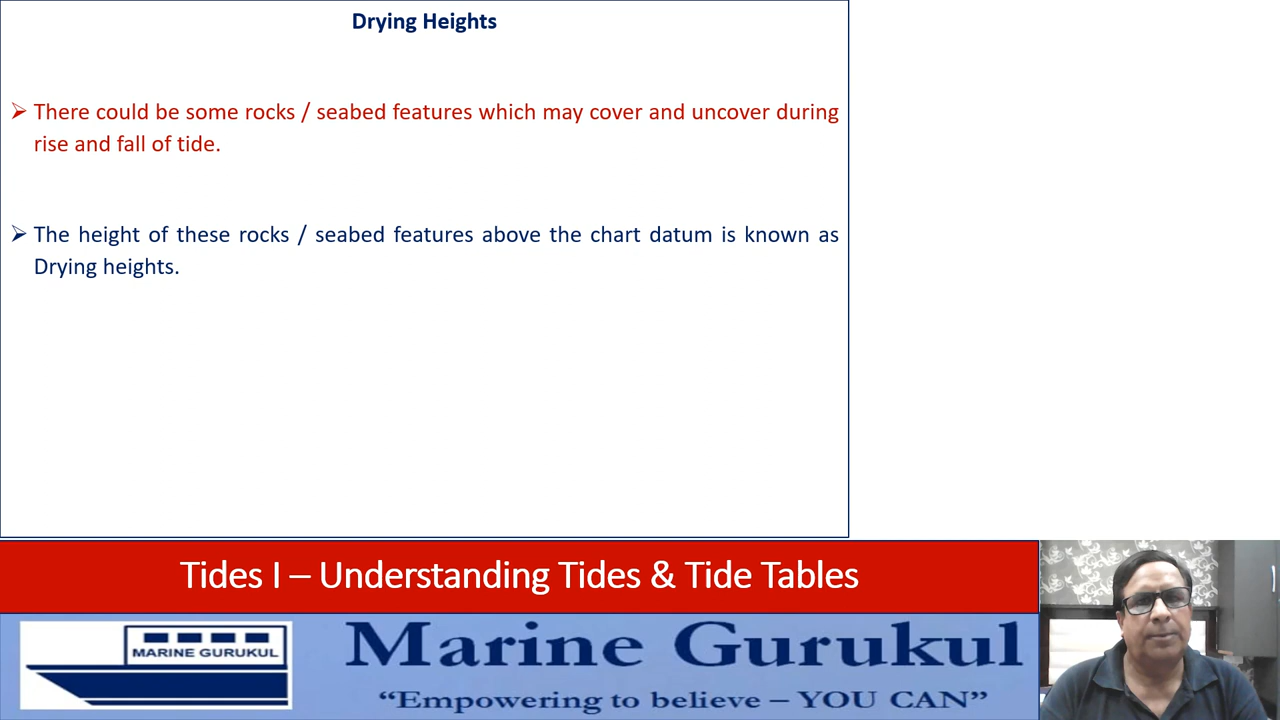 Drying Heights
➢ There could be some rocks / seabed features which may cover and uncover during
rise and fall of tide.
➢ The height of these rocks / seabed features above the chart datum is known as
Drying heights.
Tides I – Understanding Tides & Tide Tables
MARINE GURUKUL
Marine Gurukul
“Empowering to believe – YOU CAN”